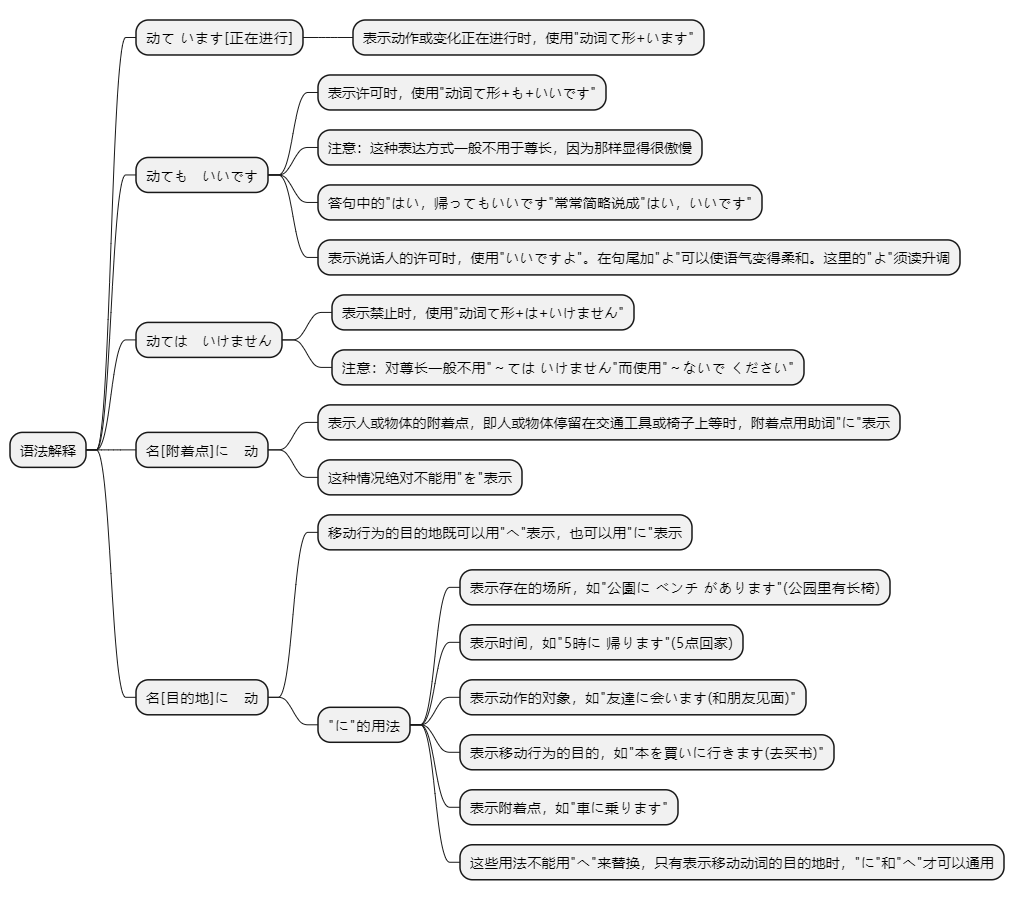 动て います[正在进行]
表示动作或变化正在进行时，使用"动词て形+います"
表示许可时，使用"动词て形+も+いいです"
注意：这种表达方式一般不用于尊长，因为那样显得很傲慢
动ても　いいです
答句中的"はい，帰ってもいいです"常常简略说成"はい，いいです"
表示说话人的许可时，使用"いいですよ"。在句尾加"よ"可以使语气变得柔和。这里的"よ"须读升调
表示禁止时，使用"动词て形+は+いけません"
动ては　いけません
注意：对尊长一般不用"～ては いけません"而使用"～ないで ください"
表示人或物体的附着点，即人或物体停留在交通工具或椅子上等时，附着点用助词"に"表示
语法解释
名[附着点]に　动
这种情况绝对不能用"を"表示
移动行为的目的地既可以用"へ"表示，也可以用"に"表示
表示存在的场所，如"公園に ベンチ があります"(公园里有长椅)
表示时间，如"5時に 帰ります"(5点回家)
名[目的地]に　动
表示动作的对象，如"友達に会います(和朋友见面)"
"に"的用法
表示移动行为的目的，如"本を買いに行きます(去买书)"
表示附着点，如"車に乗ります"
这些用法不能用"へ"来替换，只有表示移动动词的目的地时，"に"和"へ"才可以通用